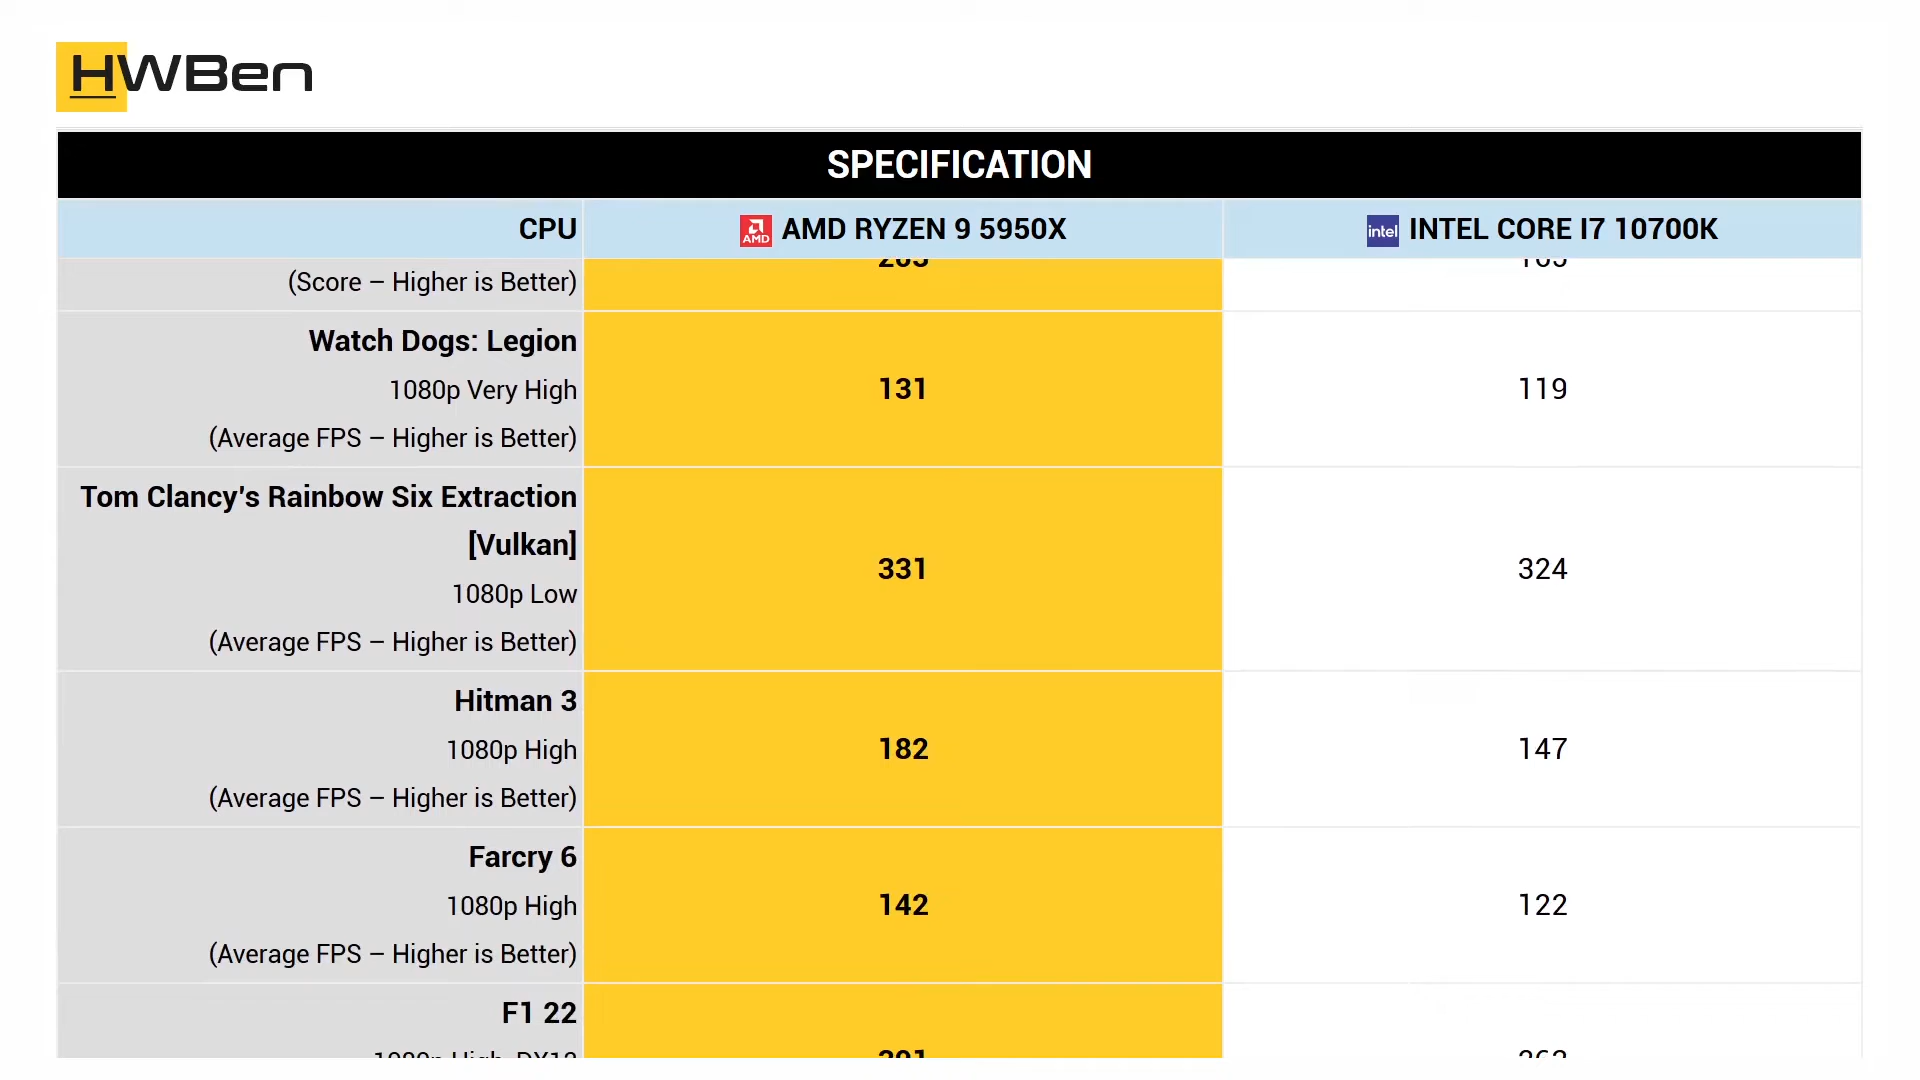 HWBen
SPECIFICATION
CPU AMD AMD RYZEN 9 5950X intel INTEL CORE I7 10700K
(Score – Higher is Better)
Watch Dogs: Legion
1080p Very High 131 119
(Average FPS – Higher is Better)
Tom Clancy's Rainbow Six Extraction
[Vulkan]
331 324
1080p Low
(Average FPS – Higher is Better)
Hitman 3
1080p High 182 147
(Average FPS – Higher is Better)
Farcry 6
1080p High 142 122
(Average FPS – Higher is Better)
F1 22